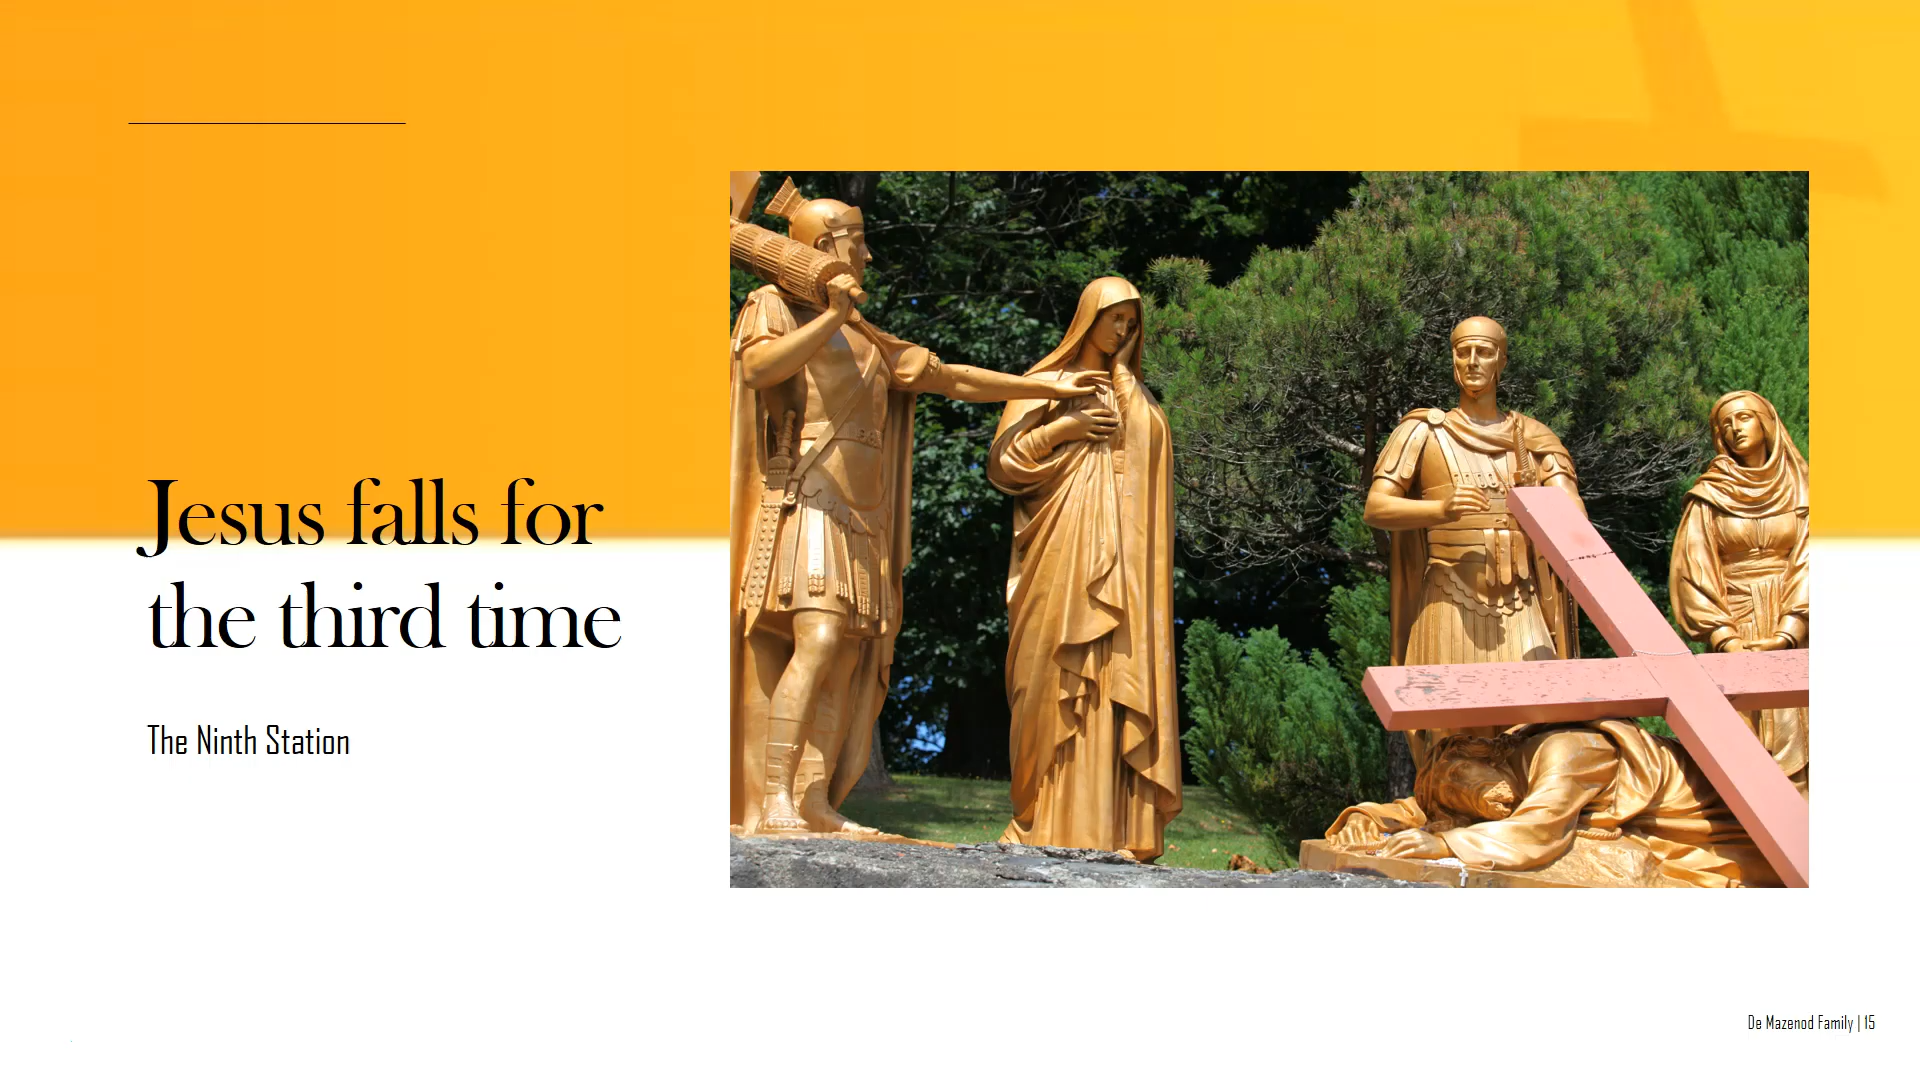 Jesus falls for
the third time
The Ninth Station
De Mazenod Family | 15